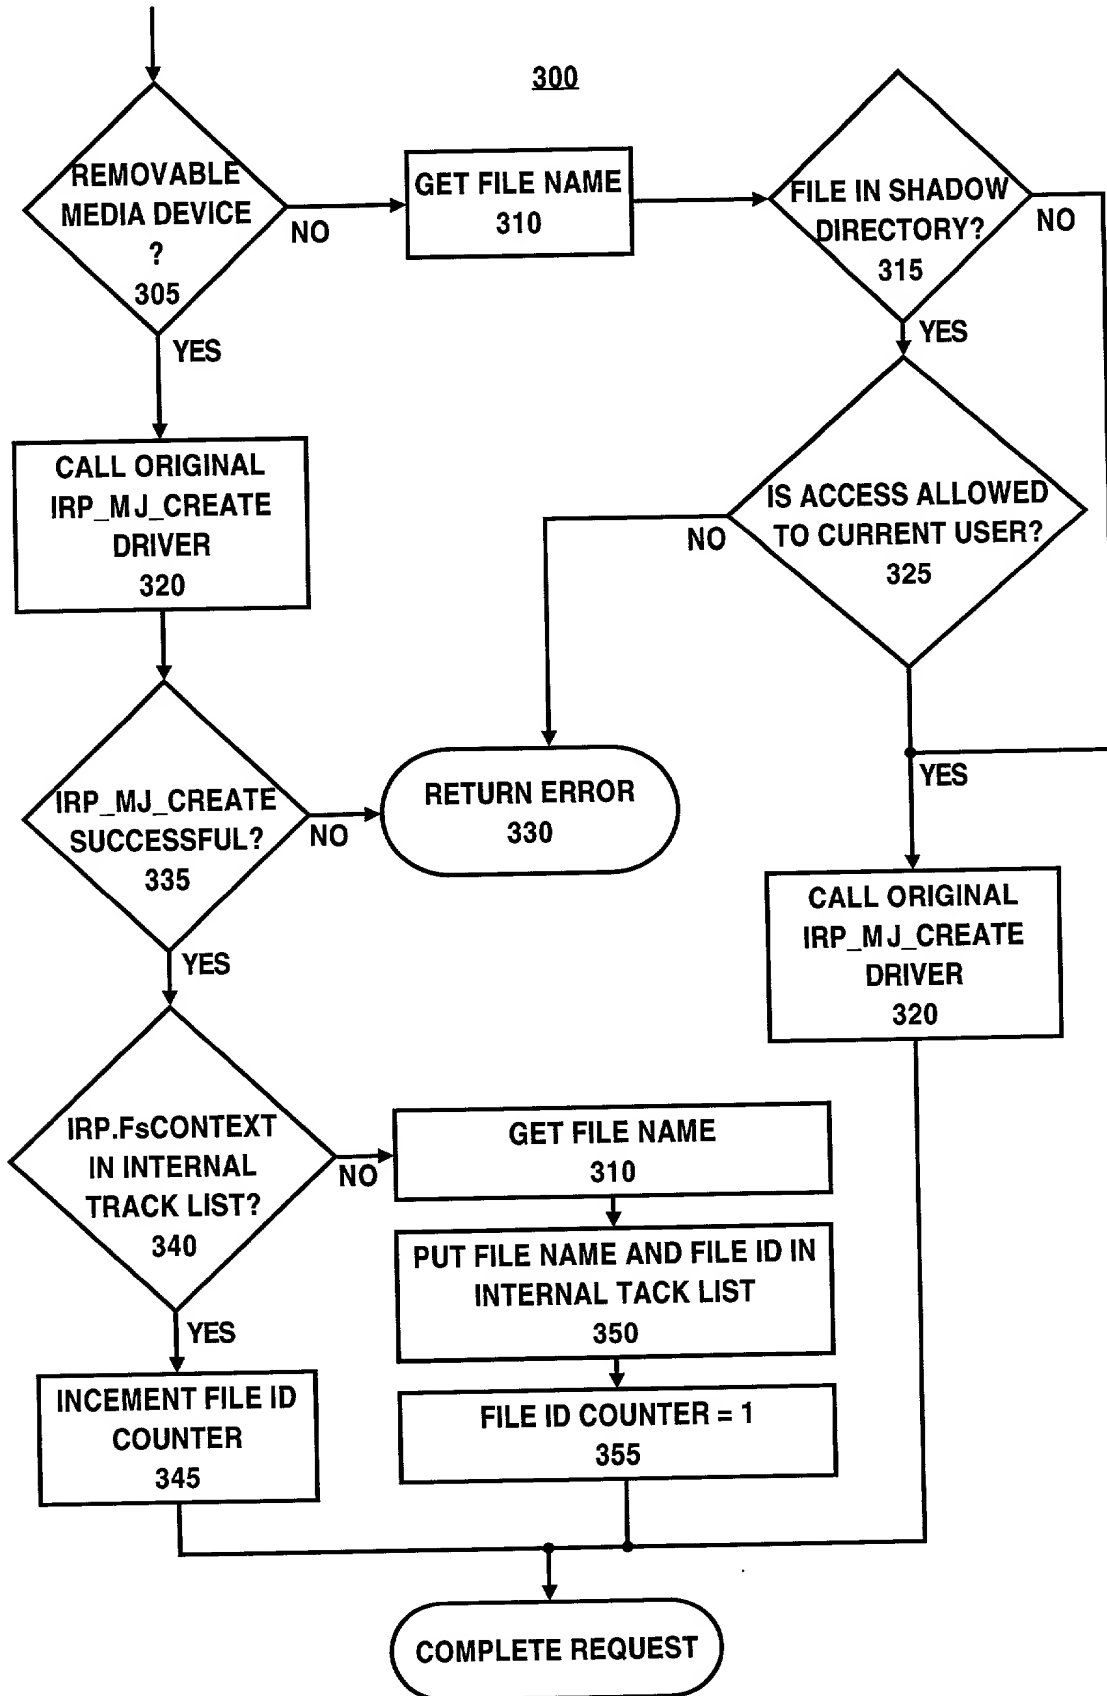 300
REMOVABLE
MEDIA DEVICE
?
305
NO
YES
GET FILE NAME
310
FILE IN SHADOW
DIRECTORY?
315
NO
YES
CALL ORIGINAL
IRP_MJ_CREATE
DRIVER
320
IS ACCESS ALLOWED
TO CURRENT USER?
325
NO
YES
IRP_MJ_CREATE
SUCCESSFUL?
335
NO
YES
RETURN ERROR
330
CALL ORIGINAL
IRP_MJ_CREATE
DRIVER
320
IRP.FsCONTEXT
IN INTERNAL
TRACK LIST?
340
NO
YES
GET FILE NAME
310
PUT FILE NAME AND FILE ID IN
INTERNAL TACK LIST
350
INCEMENT FILE ID
COUNTER
345
FILE ID COUNTER = 1
355
COMPLETE REQUEST